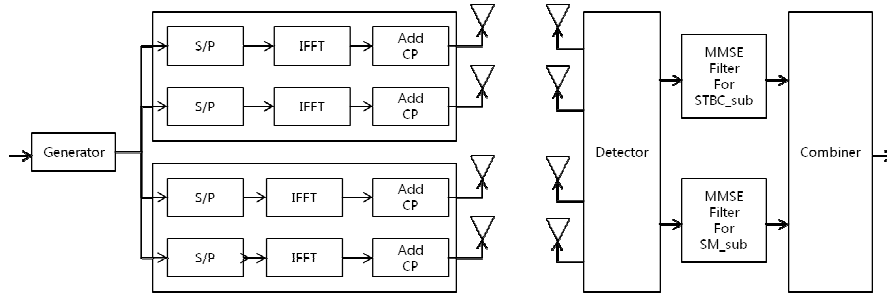 Generator
S/P
IFFT
Add
CP
S/P
IFFT
Add
CP
S/P
IFFT
Add
CP
S/P
IFFT
Add
CP
Detector
MMSE
Filter
For
STBC_sub
MMSE
Filter
For
SM_sub
Combiner